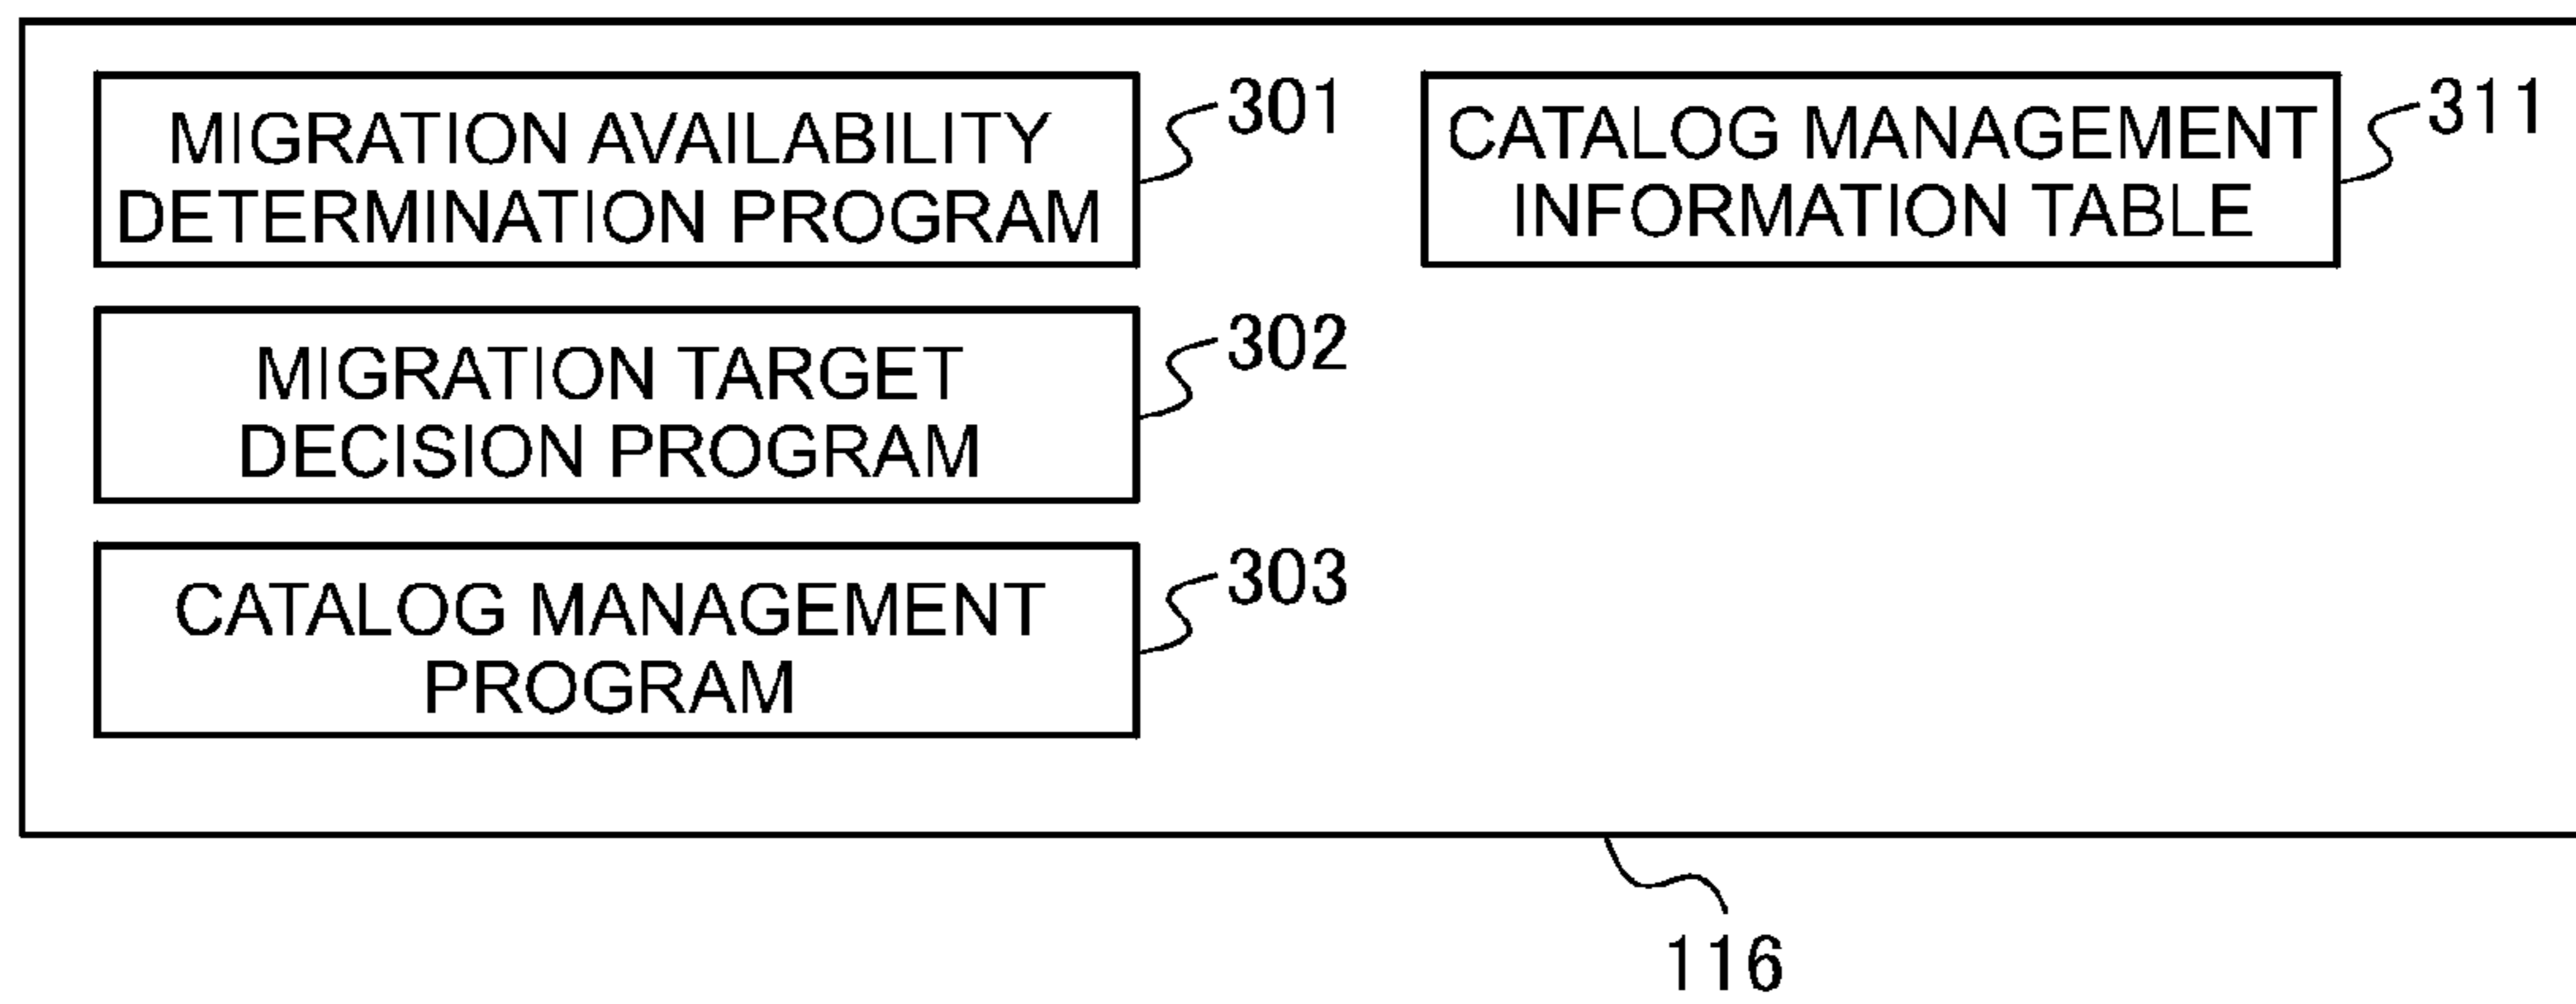 MIGRATION AVAILABILITY
DETERMINATION PROGRAM
301
CATALOG MANAGEMENT
INFORMATION TABLE
311
MIGRATION TARGET
DECISION PROGRAM
302
CATALOG MANAGEMENT
PROGRAM
303
116